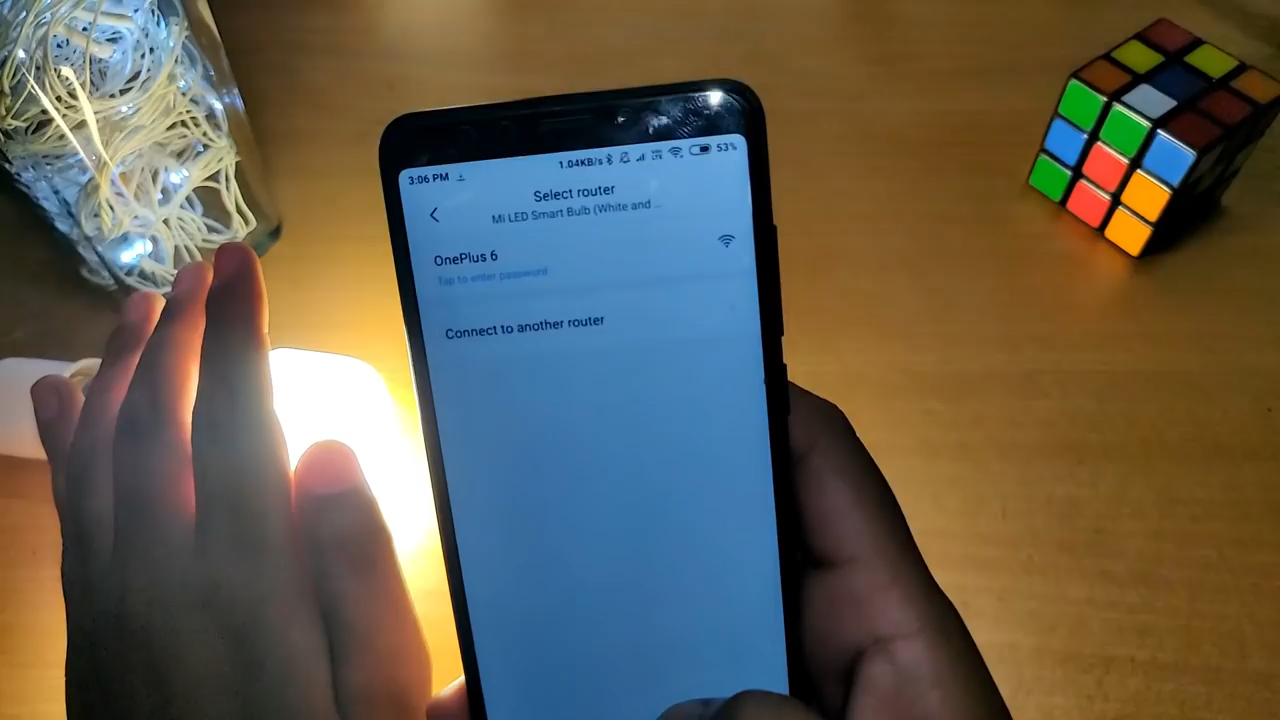 3:06 PM 1.04KB/s 53%
Select router
Mi LED Smart Bulb (White and ...
OnePlus 6
Tap to enter password
Connect to another router